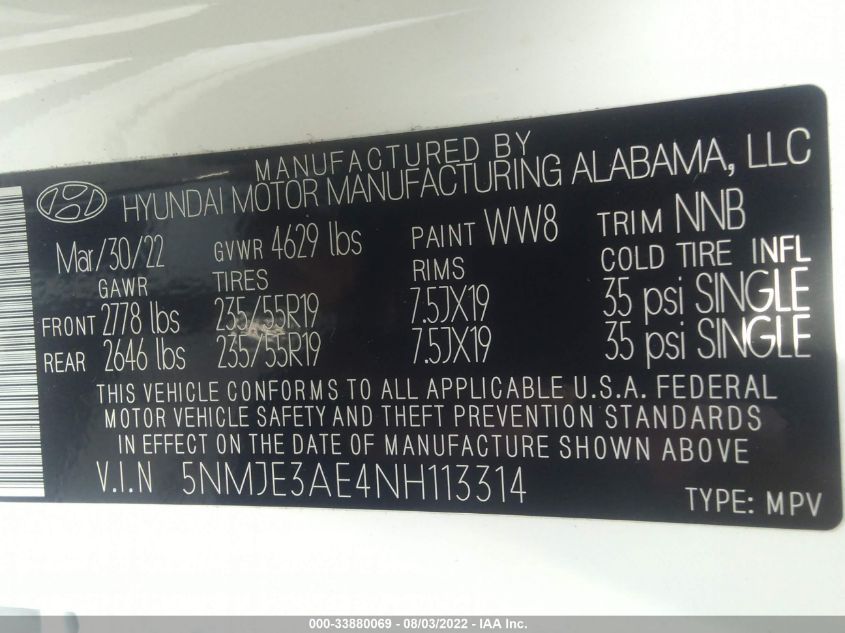 MANUFACTURED BY
HYUNDAI MOTOR MANUFACTURING ALABAMA, LLC
Mar/30/22 GVWR 4629 lbs PAINT WW8 TRIM NNB
GAWR TIRES RIMS COLD TIRE INFL
FRONT 2778 lbs 235/55R19 7.5JX19 35 psi SINGLE
REAR 2646 lbs 235/55R19 7.5JX19 35 psi SINGLE
THIS VEHICLE CONFORMS TO ALL APPLICABLE U.S.A. FEDERAL
MOTOR VEHICLE SAFETY AND THEFT PREVENTION STANDARDS
IN EFFECT ON THE DATE OF MANUFACTURE SHOWN ABOVE
V.I.N 5NMJE3AE4NH113314
TYPE: MPV
000-33880069 - 08/03/2022 - IAA Inc.